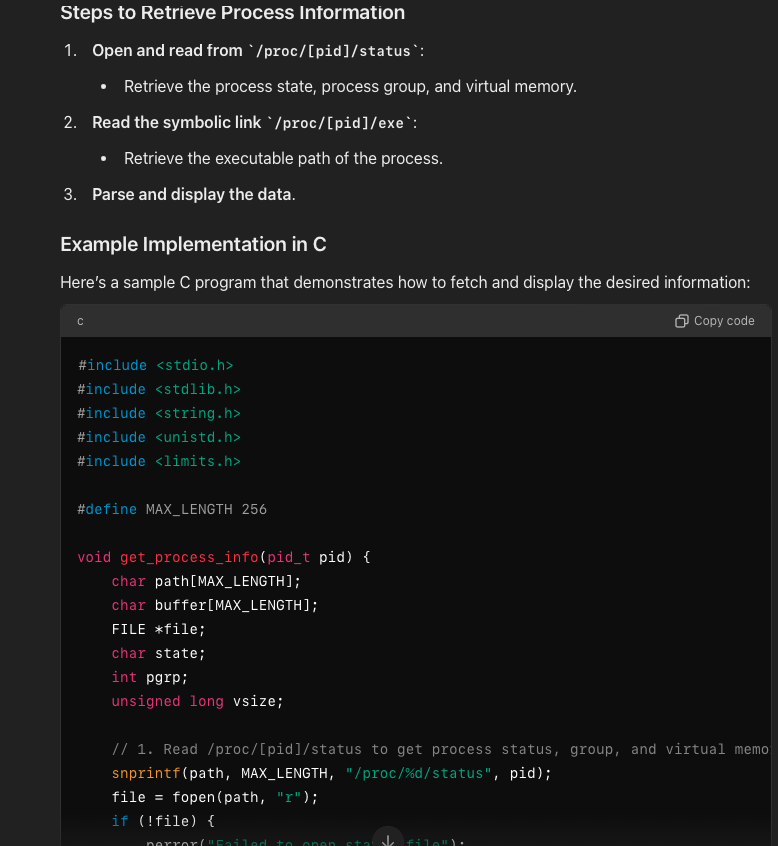 Steps to Retrieve Process Information
1. Open and read from `/proc/[pid]/status`:
• Retrieve the process state, process group, and virtual memory.
2. Read the symbolic link `/proc/[pid]/exe`:
• Retrieve the executable path of the process.
3. Parse and display the data.
Example Implementation in C
Here’s a sample C program that demonstrates how to fetch and display the desired information:
c Copy code
#include <stdio.h>
#include <stdlib.h>
#include <string.h>
#include <unistd.h>
#include <limits.h>
#define MAX_LENGTH 256
void get_process_info(pid_t pid) {
    char path[MAX_LENGTH];
    char buffer[MAX_LENGTH];
    FILE *file;
    char state;
    int pgrp;
    unsigned long vsize;
    // 1. Read /proc/[pid]/status to get process status, group, and virtual memo
    snprintf(path, MAX_LENGTH, "/proc/%d/status", pid);
    file = fopen(path, "r");
    if (!file) {
        perror("Failed to open sta file");